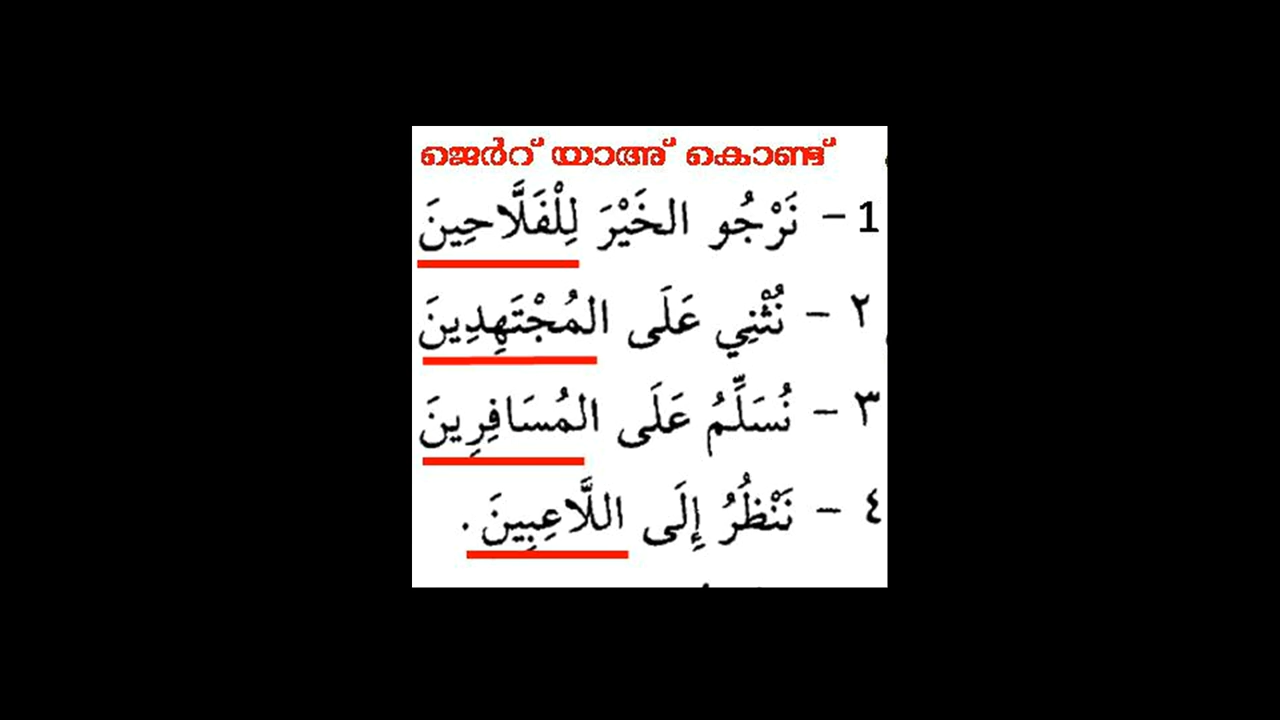 ജെർറ് യാഅ് കൊണ്ട്
1 – نَرْجُو الخَيْرَ لِلْفَلَّاحِينَ
٢ – نُثْنِي عَلَى المُجْتَهِدِينَ
٣ – نُسَلِّمُ عَلَى المُسَافِرِينَ
٤ – نَنْظُرُ إِلَى اللَّاعِبِينَ .